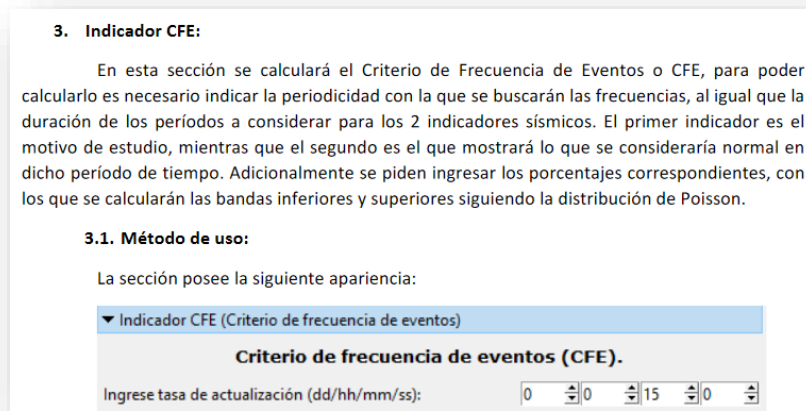 3. Indicador CFE:
En esta sección se calculará el Criterio de Frecuencia de Eventos o CFE, para poder
calcularlo es necesario indicar la periodicidad con la que se buscarán las frecuencias, al igual que la
duración de los períodos a considerar para los 2 indicadores sísmicos. El primer indicador es el
motivo de estudio, mientras que el segundo es el que mostrará lo que se consideraría normal en
dicho período de tiempo. Adicionalmente se piden ingresar los porcentajes correspondientes, con
los que se calcularán las bandas inferiores y superiores siguiendo la distribución de Poisson.
3.1. Método de uso:
La sección posee la siguiente apariencia:
Indicador CFE (Criterio de frecuencia de eventos)
Criterio de frecuencia de eventos (CFE).
Ingrese tasa de actualización (dd/hh/mm/ss): 0 0 15 0